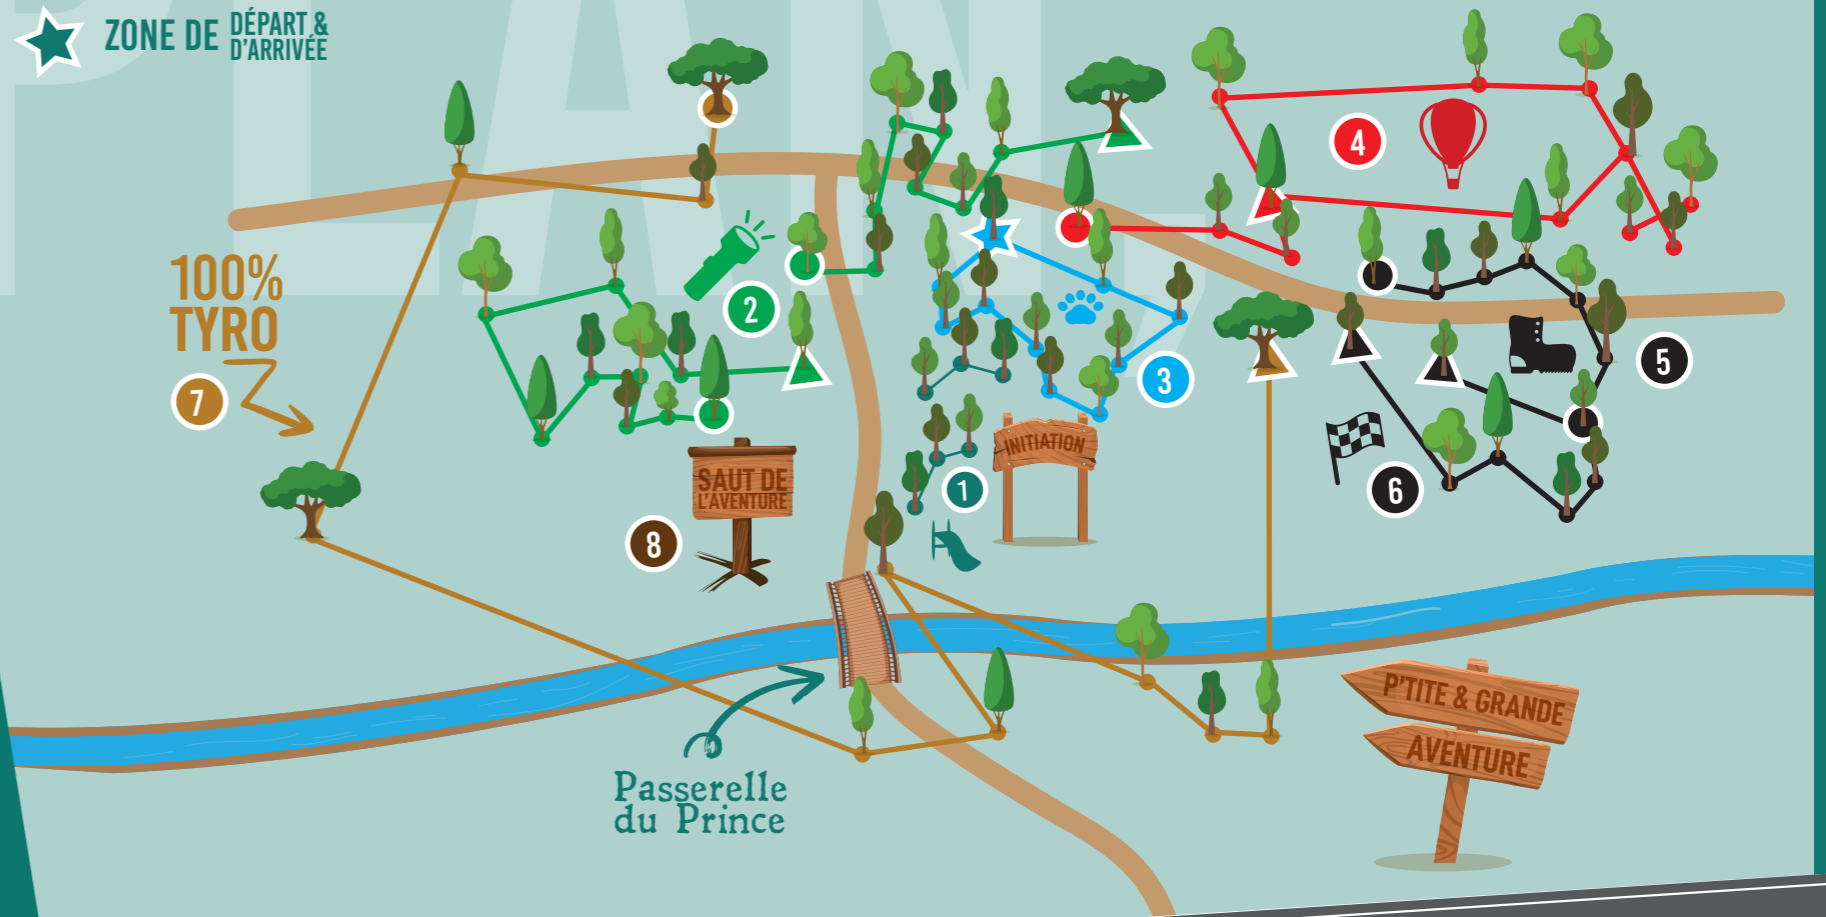 PLAN
ZONE DE DÉPART &
D'ARRIVÉE
4
100%
TYRO
7
2
3
5
6
INITIATION
1
SAUT DE
L'AVENTURE
8
P'TITE & GRANDE
AVENTURE
Passerelle
du Prince